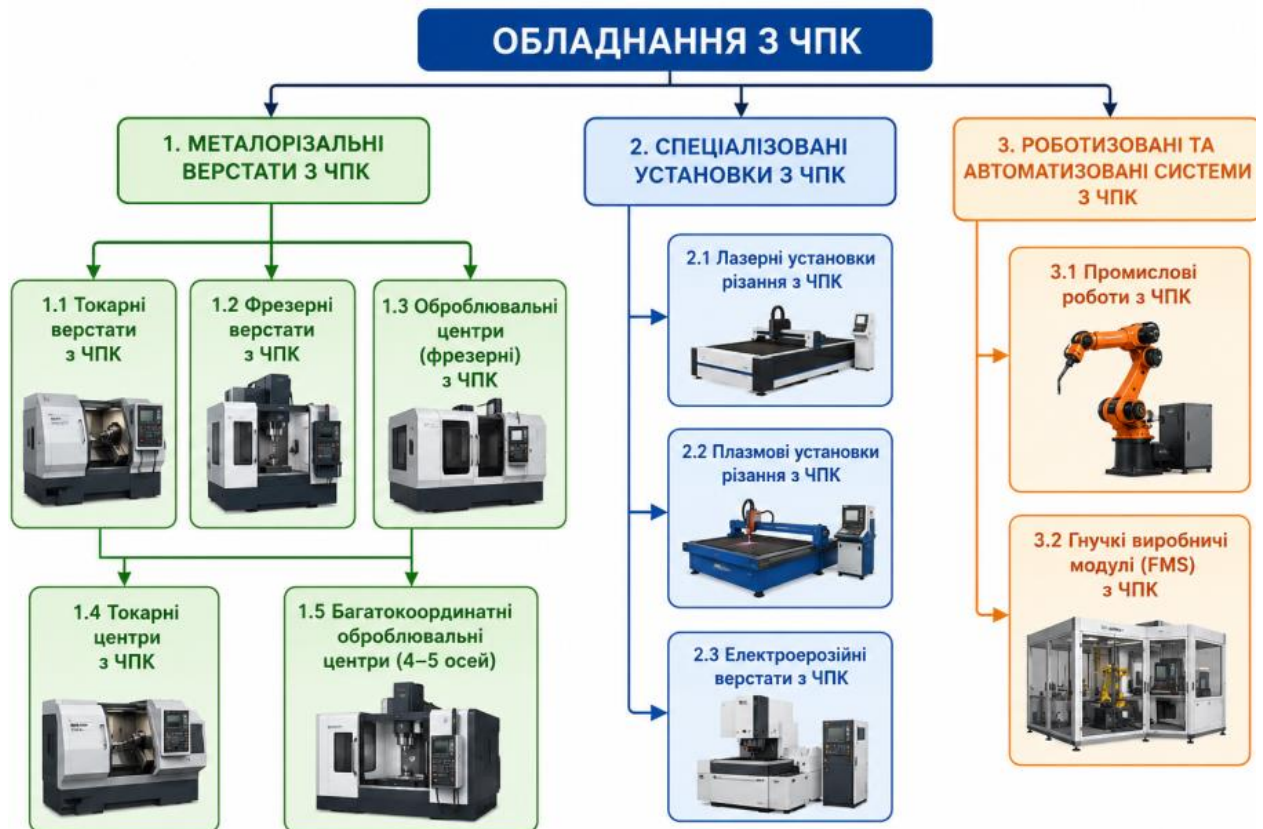 ОБЛАДНАННЯ З ЧПК
1. МЕТАЛОРІЗАЛЬНІ
ВЕРСТАТИ З ЧПК
1.1 Токарні
верстати
з ЧПК
1.2 Фрезерні
верстати
з ЧПК
1.3 Оброблювальні
центри
(фрезерні)
з ЧПК
1.4 Токарні
центри
з ЧПК
1.5 Багатокоординатні
оброблювальні
центри (4–5 осей)
2. СПЕЦІАЛІЗОВАНІ
УСТАНОВКИ З ЧПК
2.1 Лазерні установки
різання з ЧПК
2.2 Плазмові установки
різання з ЧПК
2.3 Електроерозійні
верстати з ЧПК
3. РОБОТИЗОВАНІ ТА
АВТОМАТИЗОВАНІ СИСТЕМИ
З ЧПК
3.1 Промислові
роботи з ЧПК
3.2 Гнучкі виробничі
модулі (FMS)
з ЧПК